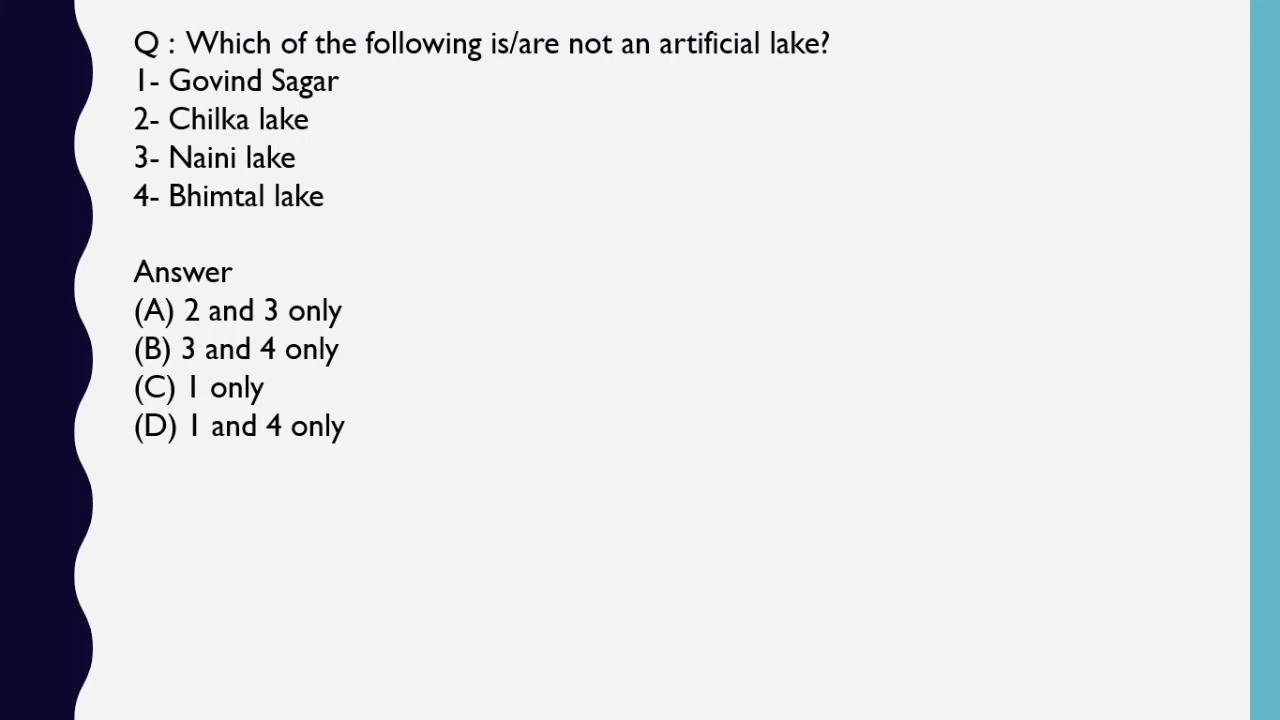 Q : Which of the following is/are not an artificial lake?
1- Govind Sagar
2- Chilka lake
3- Naini lake
4- Bhimtal lake
Answer
(A) 2 and 3 only
(B) 3 and 4 only
(C) 1 only
(D) 1 and 4 only